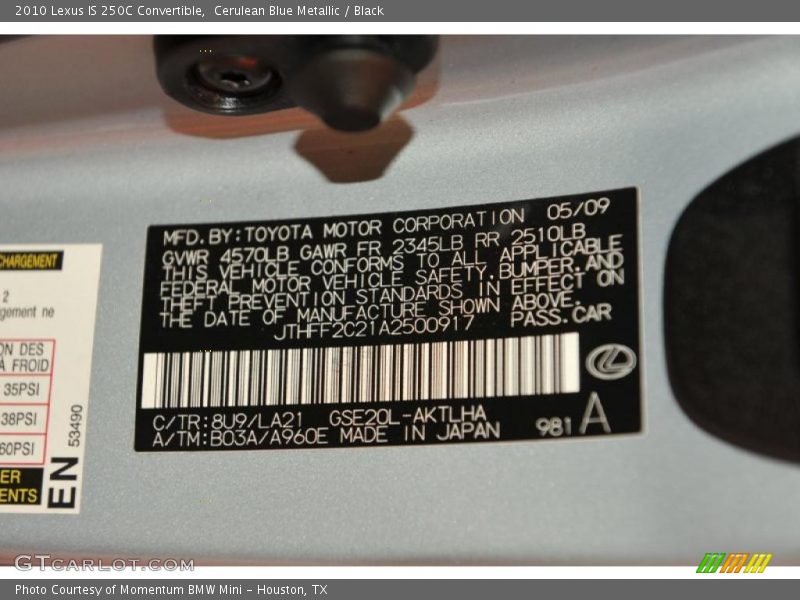 2010 Lexus IS 250C Convertible,  Cerulean Blue Metallic / Black
MFD.BY:TOYOTA MOTOR CORPORATION 05/09
GVWR 4570LB GAWR FR 2345LB RR 2510LB
THIS VEHICLE CONFORMS TO ALL APPLICABLE
FEDERAL MOTOR VEHICLE SAFETY,BUMPER,AND
THEFT PREVENTION STANDARDS IN EFFECT ON
THE DATE OF MANUFACTURE SHOWN ABOVE.
JTHFF2C21A2500917 PASS.CAR
C/TR:8U9/LA21 GSE20L-AKTLHA
A/TM:B03A/A960E MADE IN JAPAN 981 A
CHARGEMENT
2
gement ne
ON DES
À FROID
35PSI
38PSI
60PSI
ER
ENTS
EN 53490
GTCARLOT.COM
Photo Courtesy of Momentum BMW Mini - Houston, TX